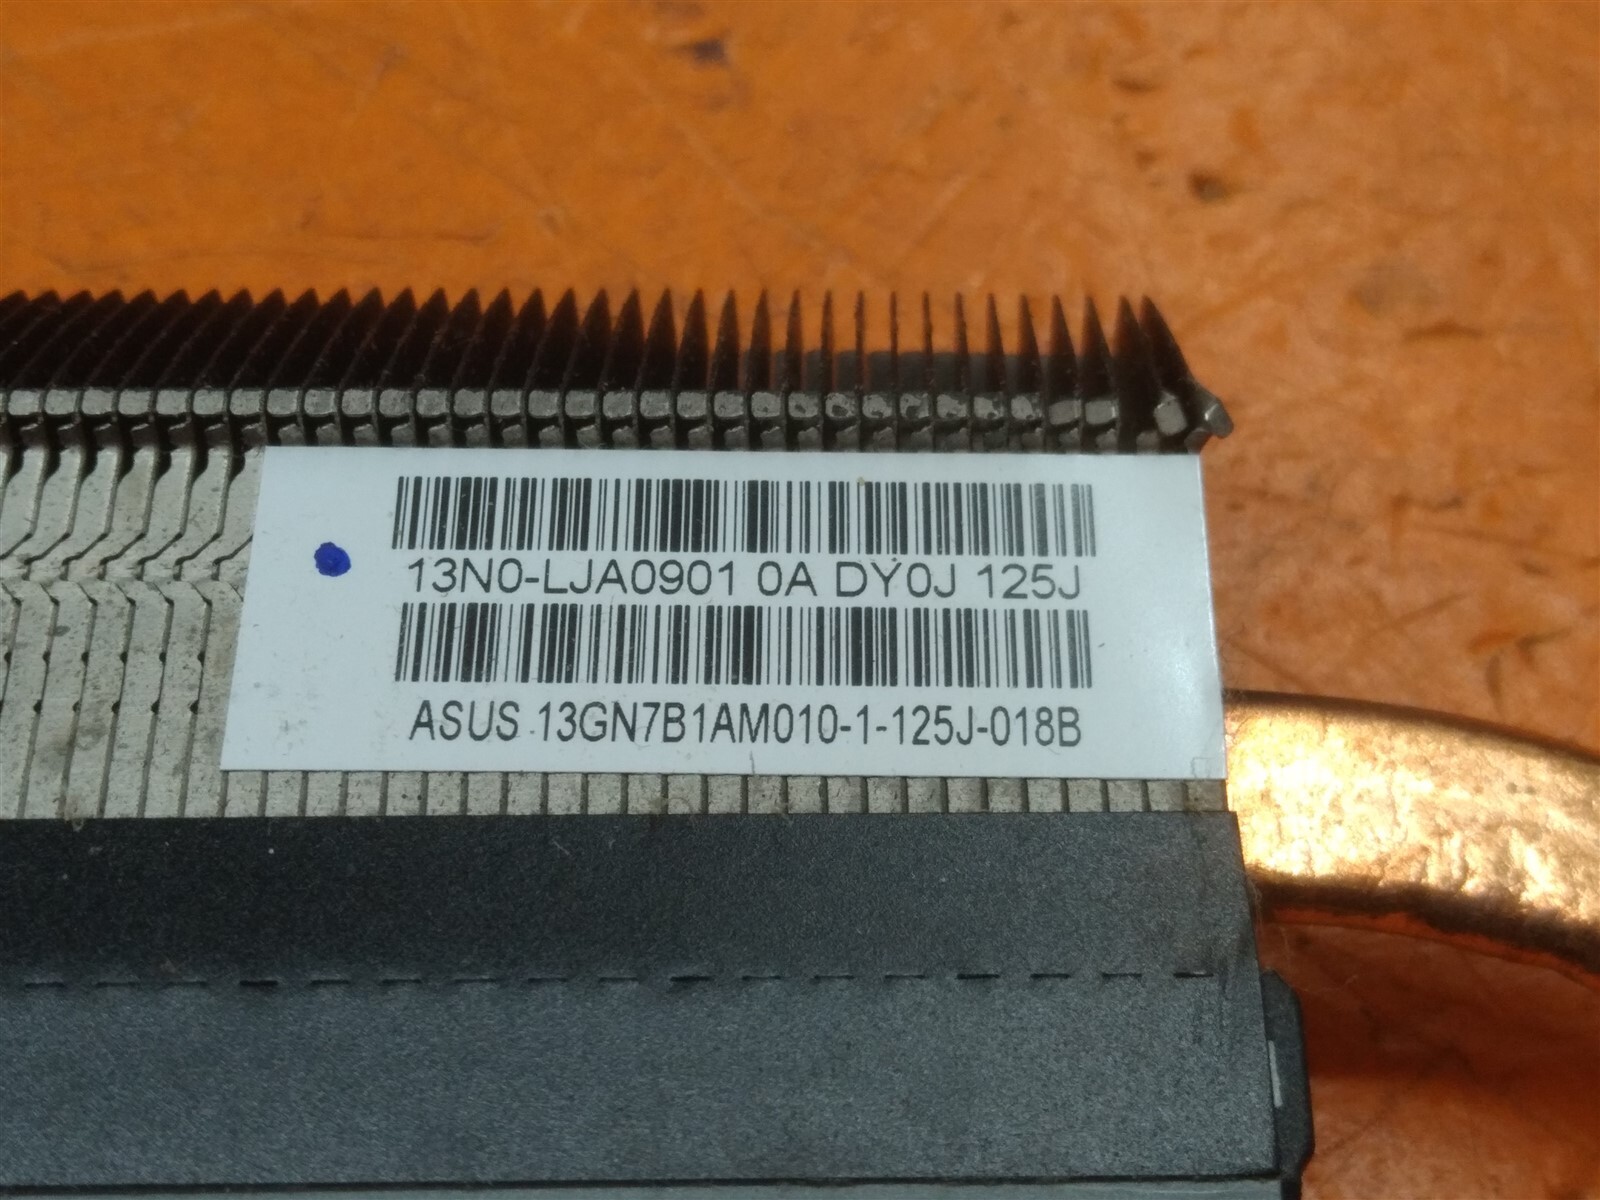 13N0-LJA0901 0A DY0J 125J
ASUS 13GN7B1AM010-1-125J-018B